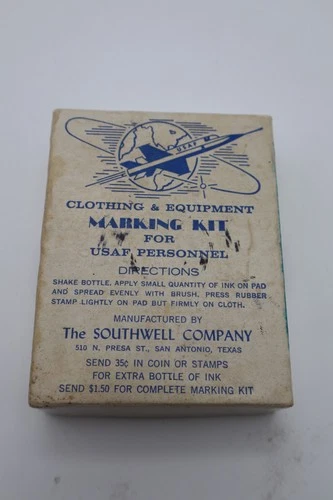 USAF
CLOTHING & EQUIPMENT
MARKING KIT
FOR
USAF PERSONNEL
DIRECTIONS
SHAKE BOTTLE. APPLY SMALL QUANTITY OF INK ON PAD
AND SPREAD EVENLY WITH BRUSH. PRESS RUBBER
STAMP LIGHTLY ON PAD BUT FIRMLY ON CLOTH.
MANUFACTURED BY
The SOUTHWELL COMPANY
510 N. PRESA ST., SAN ANTONIO, TEXAS
SEND 35¢ IN COIN OR STAMPS
FOR EXTRA BOTTLE OF INK
SEND $1.50 FOR COMPLETE MARKING KIT